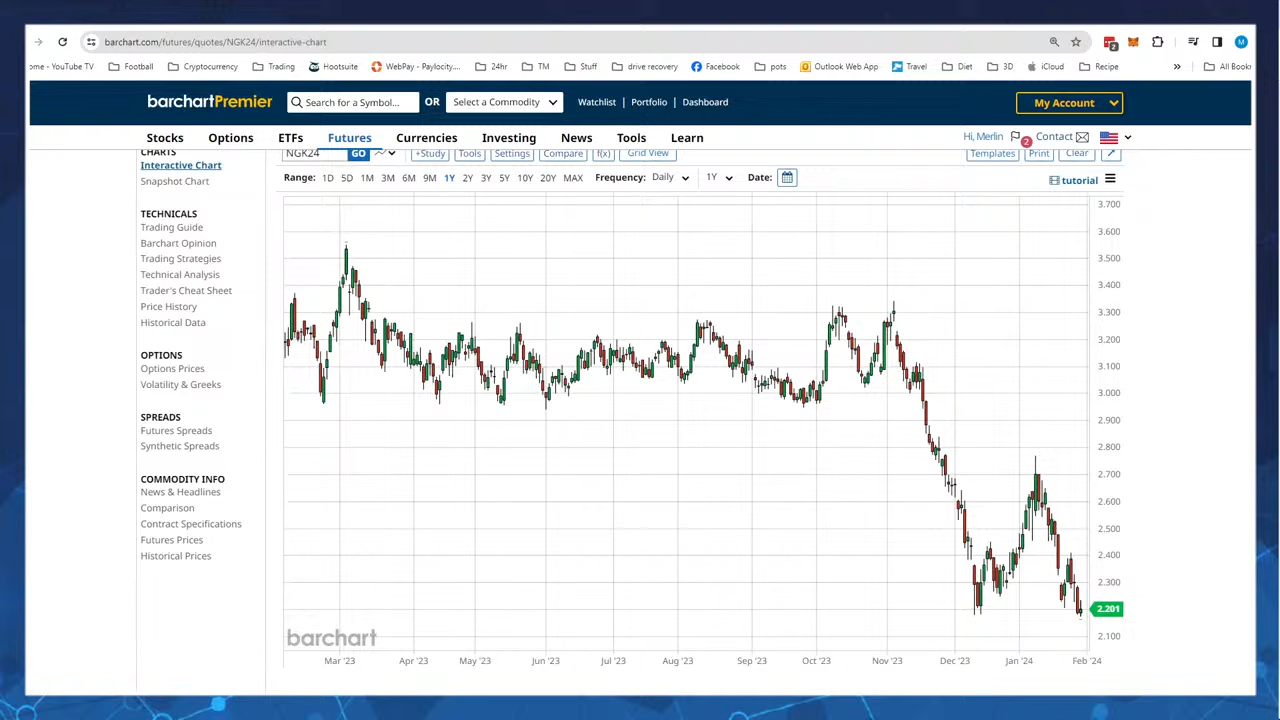 barchart.com/futures/quotes/NGK24/interactive-chart
2
M
ome - YouTube TV Football Cryptocurrency Trading Hootsuite WebPay - Paylocity.... 24hr TM Stuff drive recovery Facebook pots Outlook Web App Travel Diet 3D iCloud Recipe » All Bookr
barchartPremier Search for a Symbol... OR Select a Commodity Watchlist Portfolio Dashboard My Account
Stocks Options ETFs Futures Currencies Investing News Tools Learn Hi, Merlin 2 Contact
CHARTS
Interactive Chart
Snapshot Chart
TECHNICALS
Trading Guide
Barchart Opinion
Trading Strategies
Technical Analysis
Trader's Cheat Sheet
Price History
Historical Data
OPTIONS
Options Prices
Volatility & Greeks
SPREADS
Futures Spreads
Synthetic Spreads
COMMODITY INFO
News & Headlines
Comparison
Contract Specifications
Futures Prices
Historical Prices
NGK24 GO +Study Tools Settings Compare f(x) Grid View Templates Print Clear
Range: 1D 5D 1M 3M 6M 9M 1Y 2Y 3Y 5Y 10Y 20Y MAX Frequency: Daily 1Y Date: tutorial
3.700
3.600
3.500
3.400
3.300
3.200
3.100
3.000
2.900
2.800
2.700
2.600
2.500
2.400
2.300
2.201
2.100
barchart
Mar '23 Apr '23 May '23 Jun '23 Jul '23 Aug '23 Sep '23 Oct '23 Nov '23 Dec '23 Jan '24 Feb '24